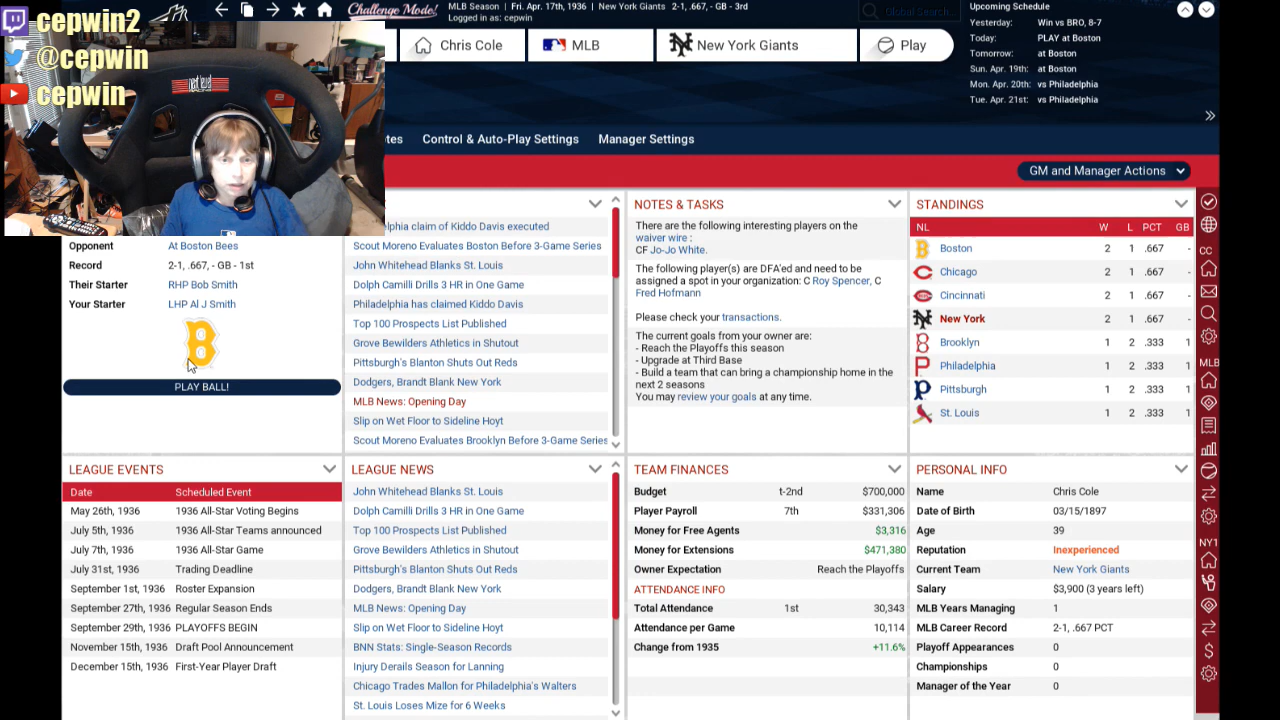 cepwin2
@cepwin
cepwin
Challenge Mode!
MLB Season | Fri. Apr. 17th, 1936 | New York Giants 2-1, .667, - GB - 3rd
Logged in as: cepwin
Global Search...
Upcoming Schedule
Yesterday: Win vs BRO, 8-7
Today: PLAY at Boston
Tomorrow: at Boston
Sun. Apr. 19th: at Boston
Mon. Apr. 20th: vs Philadelphia
Tue. Apr. 21st: vs Philadelphia
Chris Cole
MLB
New York Giants
Play
Control & Auto-Play Settings
Manager Settings
GM and Manager Actions
Opponent At Boston Bees
Record 2-1, .667, - GB - 1st
Their Starter RHP Bob Smith
Your Starter LHP Al J Smith
B
PLAY BALL!
elphia claim of Kiddo Davis executed
Scout Moreno Evaluates Boston Before 3-Game Series
John Whitehead Blanks St. Louis
Dolph Camilli Drills 3 HR in One Game
Philadelphia has claimed Kiddo Davis
Top 100 Prospects List Published
Grove Bewilders Athletics in Shutout
Pittsburgh's Blanton Shuts Out Reds
Dodgers, Brandt Blank New York
MLB News: Opening Day
Slip on Wet Floor to Sideline Hoyt
Scout Moreno Evaluates Brooklyn Before 3-Game Series
NOTES & TASKS
There are the following interesting players on the
waiver wire :
CF Jo-Jo White.
The following player(s) are DFA'ed and need to be
assigned a spot in your organization: C Roy Spencer, C
Fred Hofmann
Please check your transactions.
The current goals from your owner are:
- Reach the Playoffs this season
- Upgrade at Third Base
- Build a team that can bring a championship home in the
next 2 seasons
You may review your goals at any time.
STANDINGS
NL W L PCT GB
Boston 2 1 .667 -
Chicago 2 1 .667 -
Cincinnati 2 1 .667 -
New York 2 1 .667 -
Brooklyn 1 2 .333 1
Philadelphia 1 2 .333 1
Pittsburgh 1 2 .333 1
St. Louis 1 2 .333 1
LEAGUE EVENTS
Date Scheduled Event
May 26th, 1936 1936 All-Star Voting Begins
July 5th, 1936 1936 All-Star Teams announced
July 7th, 1936 1936 All-Star Game
July 31st, 1936 Trading Deadline
September 1st, 1936 Roster Expansion
September 27th, 1936 Regular Season Ends
September 29th, 1936 PLAYOFFS BEGIN
November 15th, 1936 Draft Pool Announcement
December 15th, 1936 First-Year Player Draft
LEAGUE NEWS
John Whitehead Blanks St. Louis
Dolph Camilli Drills 3 HR in One Game
Top 100 Prospects List Published
Grove Bewilders Athletics in Shutout
Pittsburgh's Blanton Shuts Out Reds
Dodgers, Brandt Blank New York
MLB News: Opening Day
Slip on Wet Floor to Sideline Hoyt
BNN Stats: Single-Season Records
Injury Derails Season for Lanning
Chicago Trades Mallon for Philadelphia's Walters
St. Louis Loses Mize for 6 Weeks
TEAM FINANCES
Budget t-2nd $700,000
Player Payroll 7th $331,306
Money for Free Agents $3,316
Money for Extensions $471,380
Owner Expectation Reach the Playoffs
ATTENDANCE INFO
Total Attendance 1st 30,343
Attendance per Game 10,114
Change from 1935 +11.6%
PERSONAL INFO
Name Chris Cole
Date of Birth 03/15/1897
Age 39
Reputation Inexperienced
Current Team New York Giants
Salary $3,900 (3 years left)
MLB Years Managing 1
MLB Career Record 2-1, .667 PCT
Playoff Appearances 0
Championships 0
Manager of the Year 0
CC
MLB
NY1
$